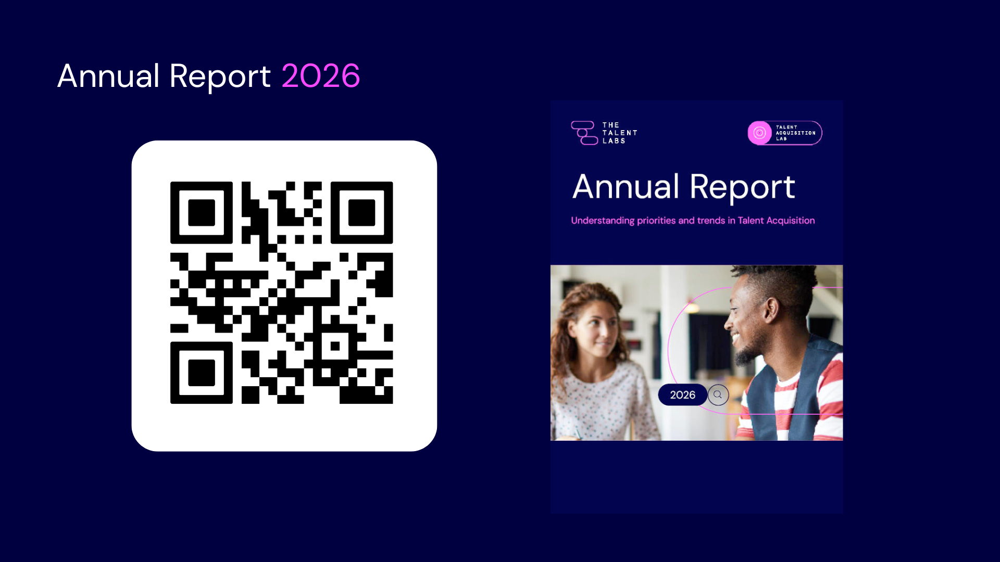 Annual Report 2026
THE
TALENT
LABS
TALENT
ACQUISITION
LAB
Annual Report
Understanding priorities and trends in Talent Acquisition
2026